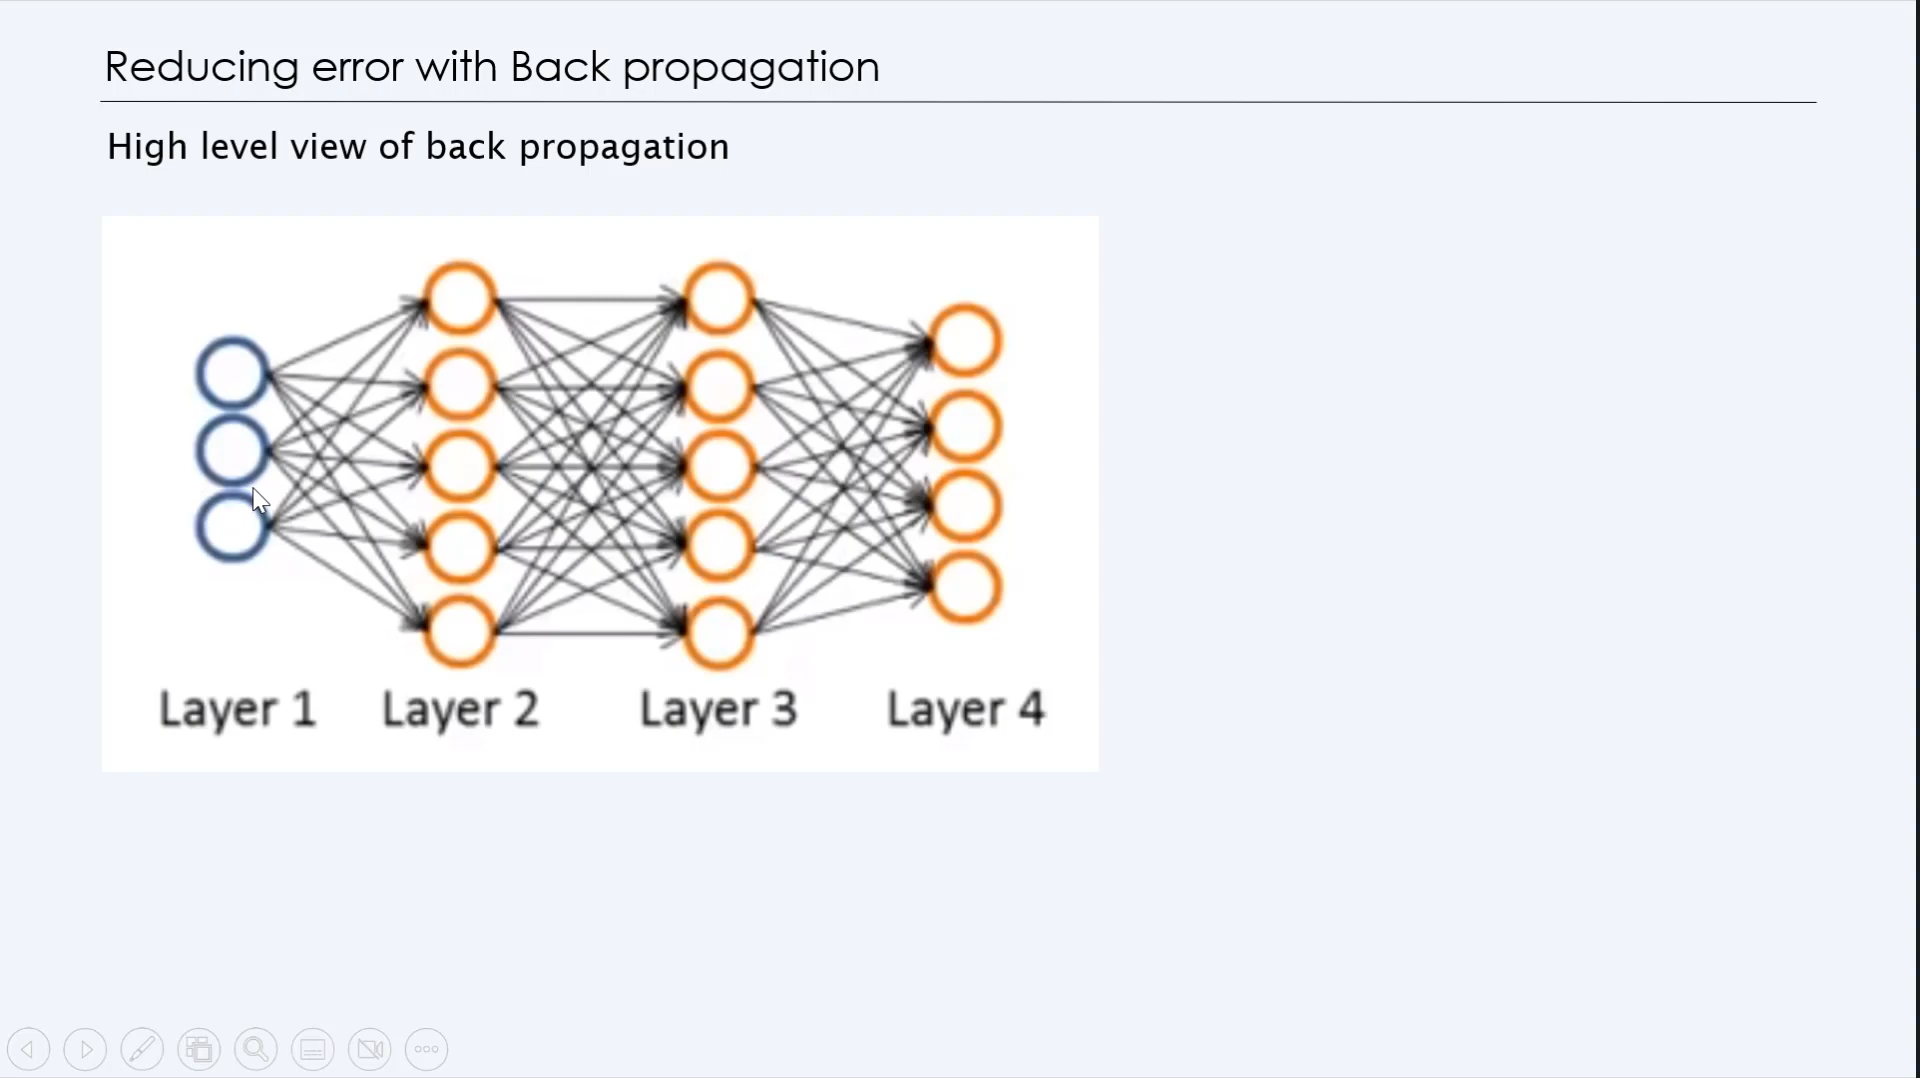 Reducing error with Back propagation
High level view of back propagation
Layer 1 Layer 2 Layer 3 Layer 4